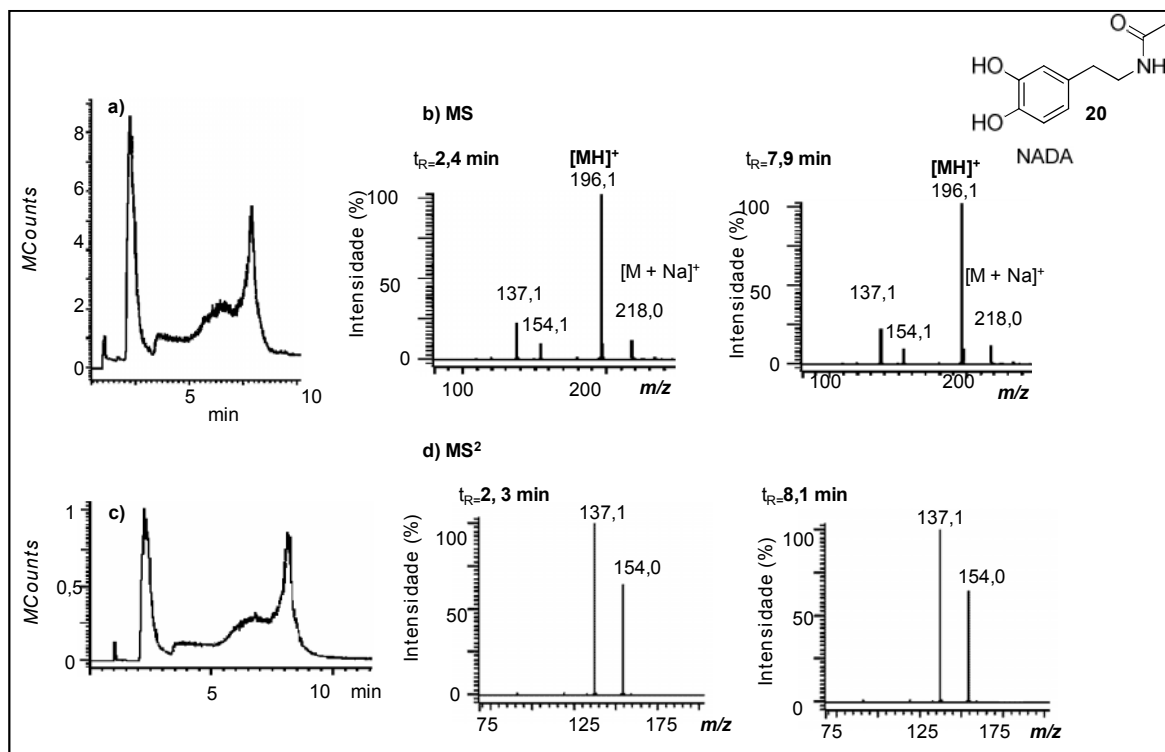 O
NH
HO
HO
20
NADA
a)
MCounts
8
6
4
2
0
5
10
min
b) MS
tR=2,4 min
[MH]+
196,1
Intensidade (%)
100
50
0
137,1
154,1
[M + Na]+
218,0
100
200
m/z
tR=7,9 min
[MH]+
196,1
Intensidade (%)
100
50
0
137,1
154,1
[M + Na]+
218,0
100
200
m/z
c)
MCounts
1
0,5
0
5
10
min
d) MS2
tR=2, 3 min
137,1
154,0
Intensidade (%)
100
50
0
75
125
175
m/z
tR=8,1 min
137,1
154,0
Intensidade (%)
100
50
0
75
125
175
m/z